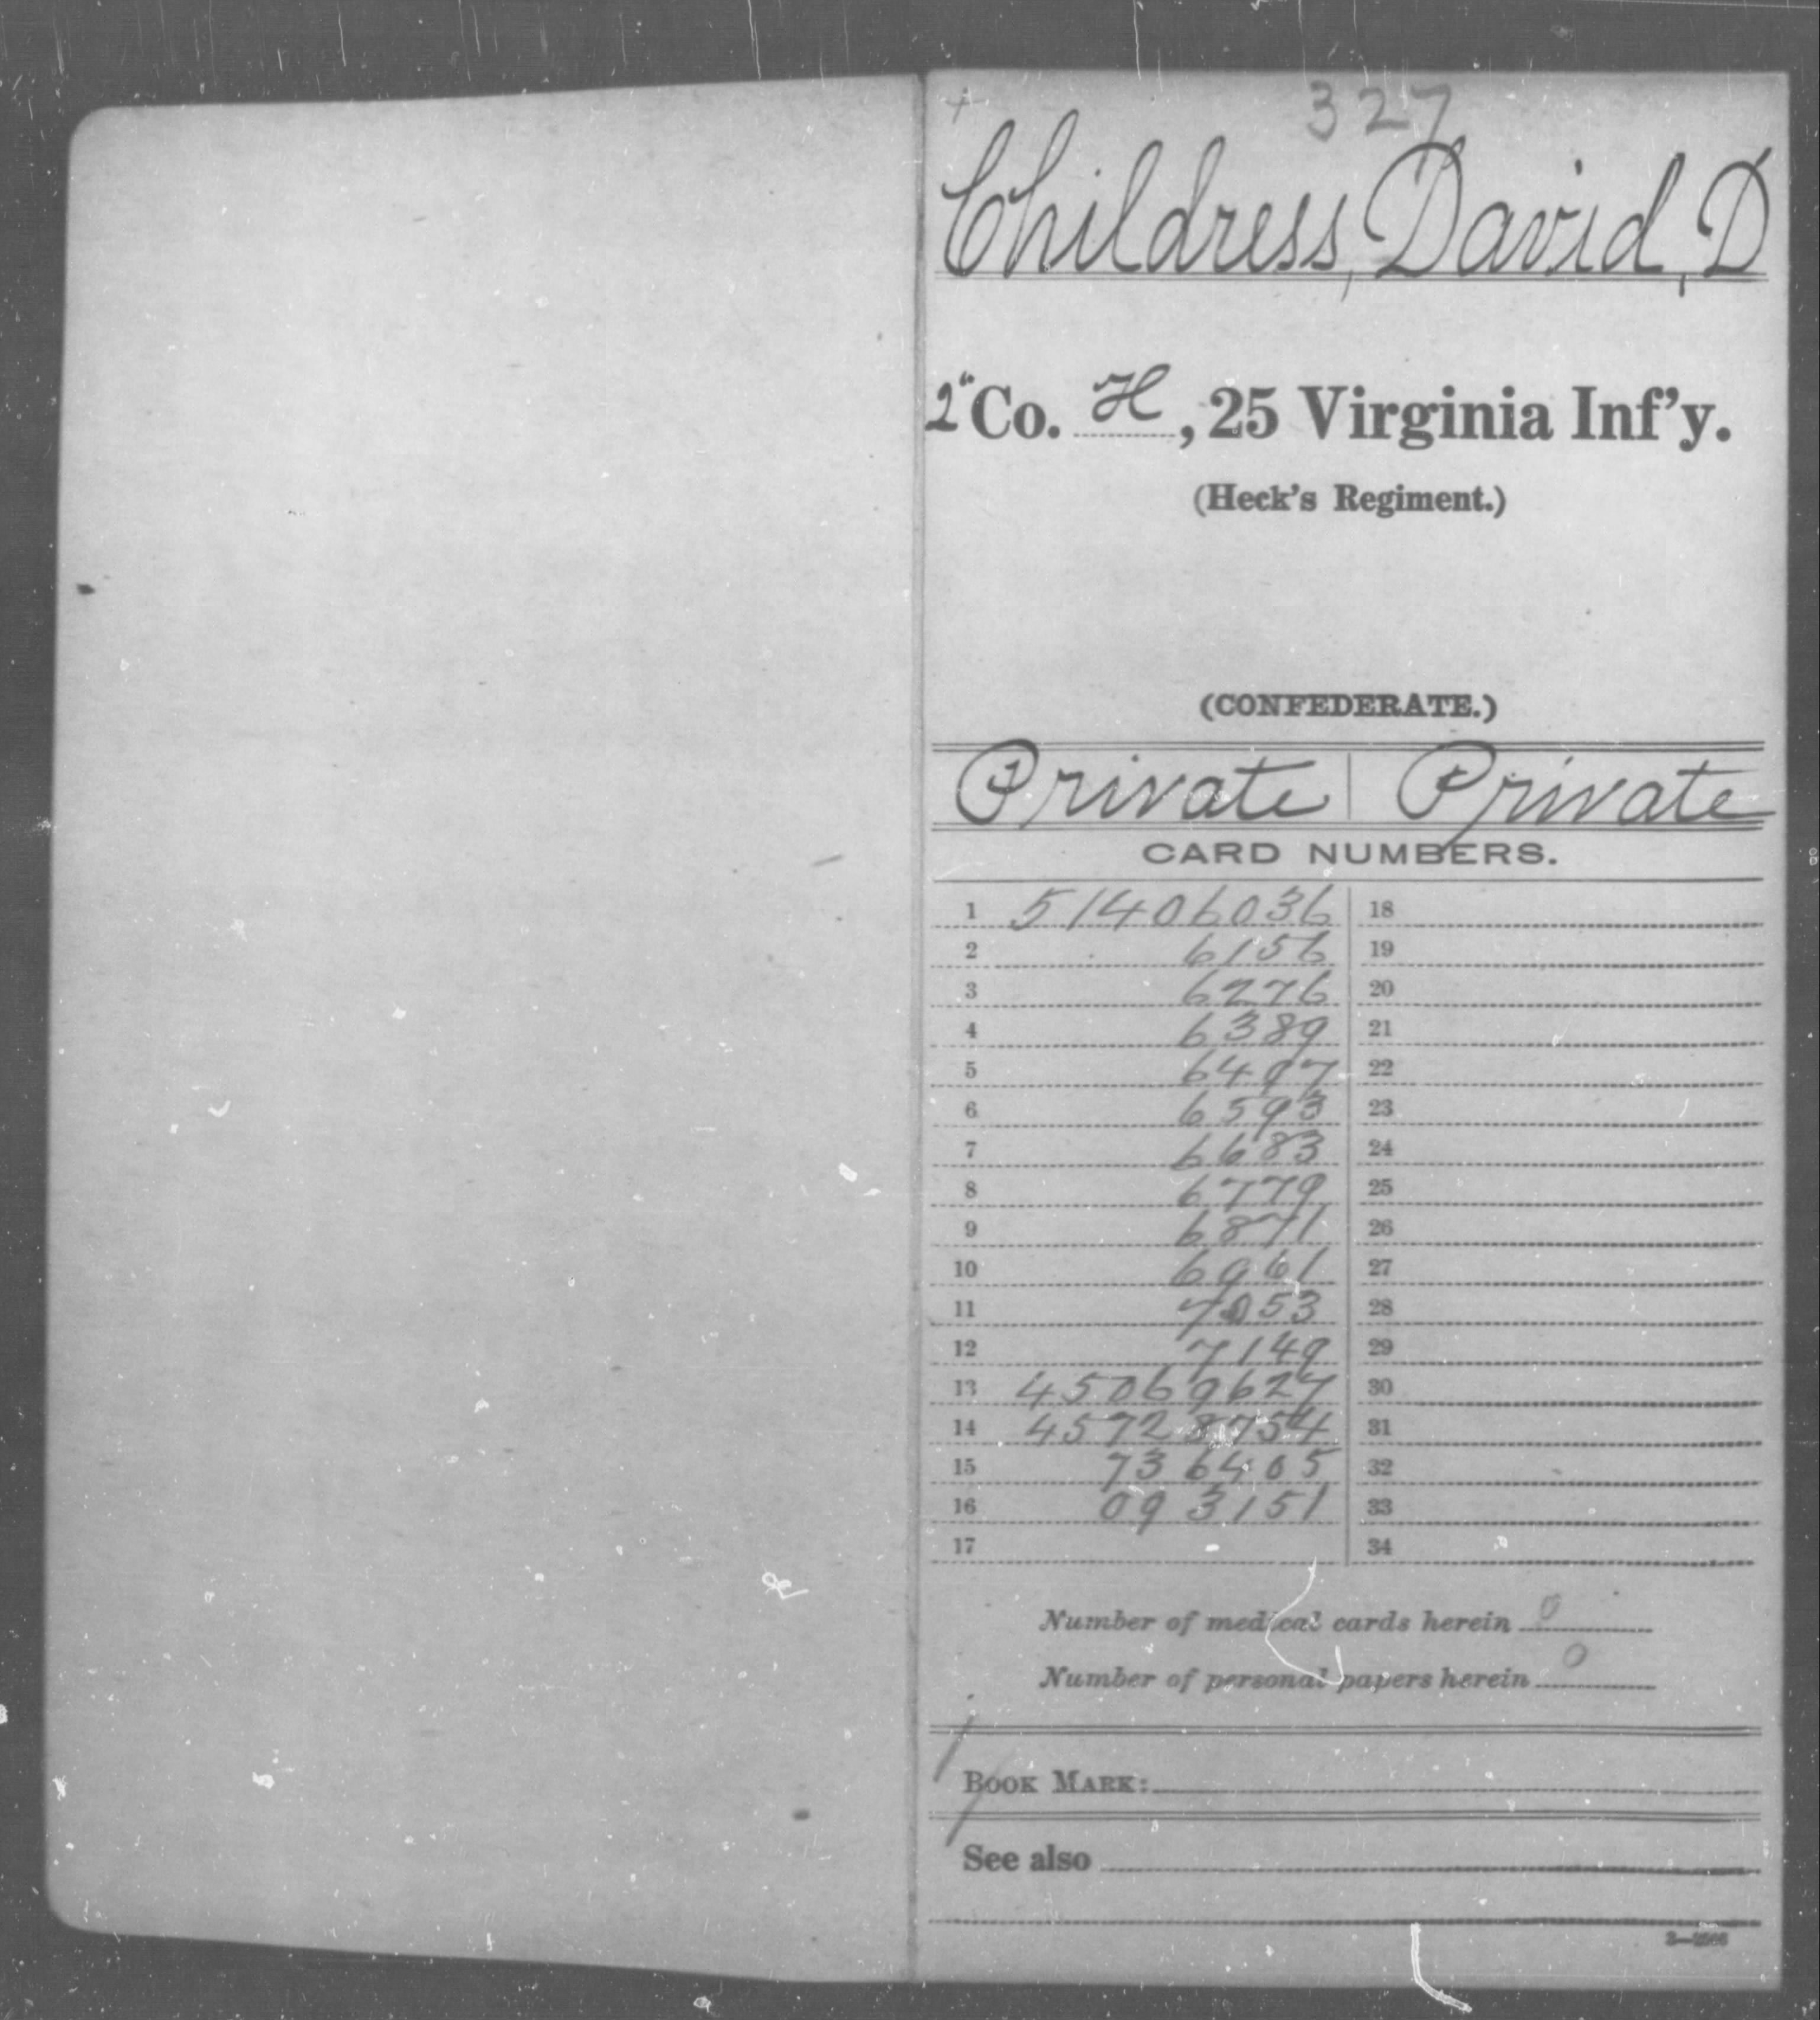 327
Childress, David, D
2" Co. H, 25 Virginia Inf'y.
(Heck's Regiment.)
(CONFEDERATE.)
Private Private
CARD NUMBERS.
1 51406036 18
2 6156 19
3 6276 20
4 6389 21
5 6497 22
6 6593 23
7 6683 24
8 6779 25
9 6871 26
10 6961 27
11 7053 28
12 7149 29
13 45069627 30
14 45728754 31
15 736405 32
16 093151 33
17 34
Number of medical cards herein 0
Number of personal papers herein 0
BOOK MARK:
See also